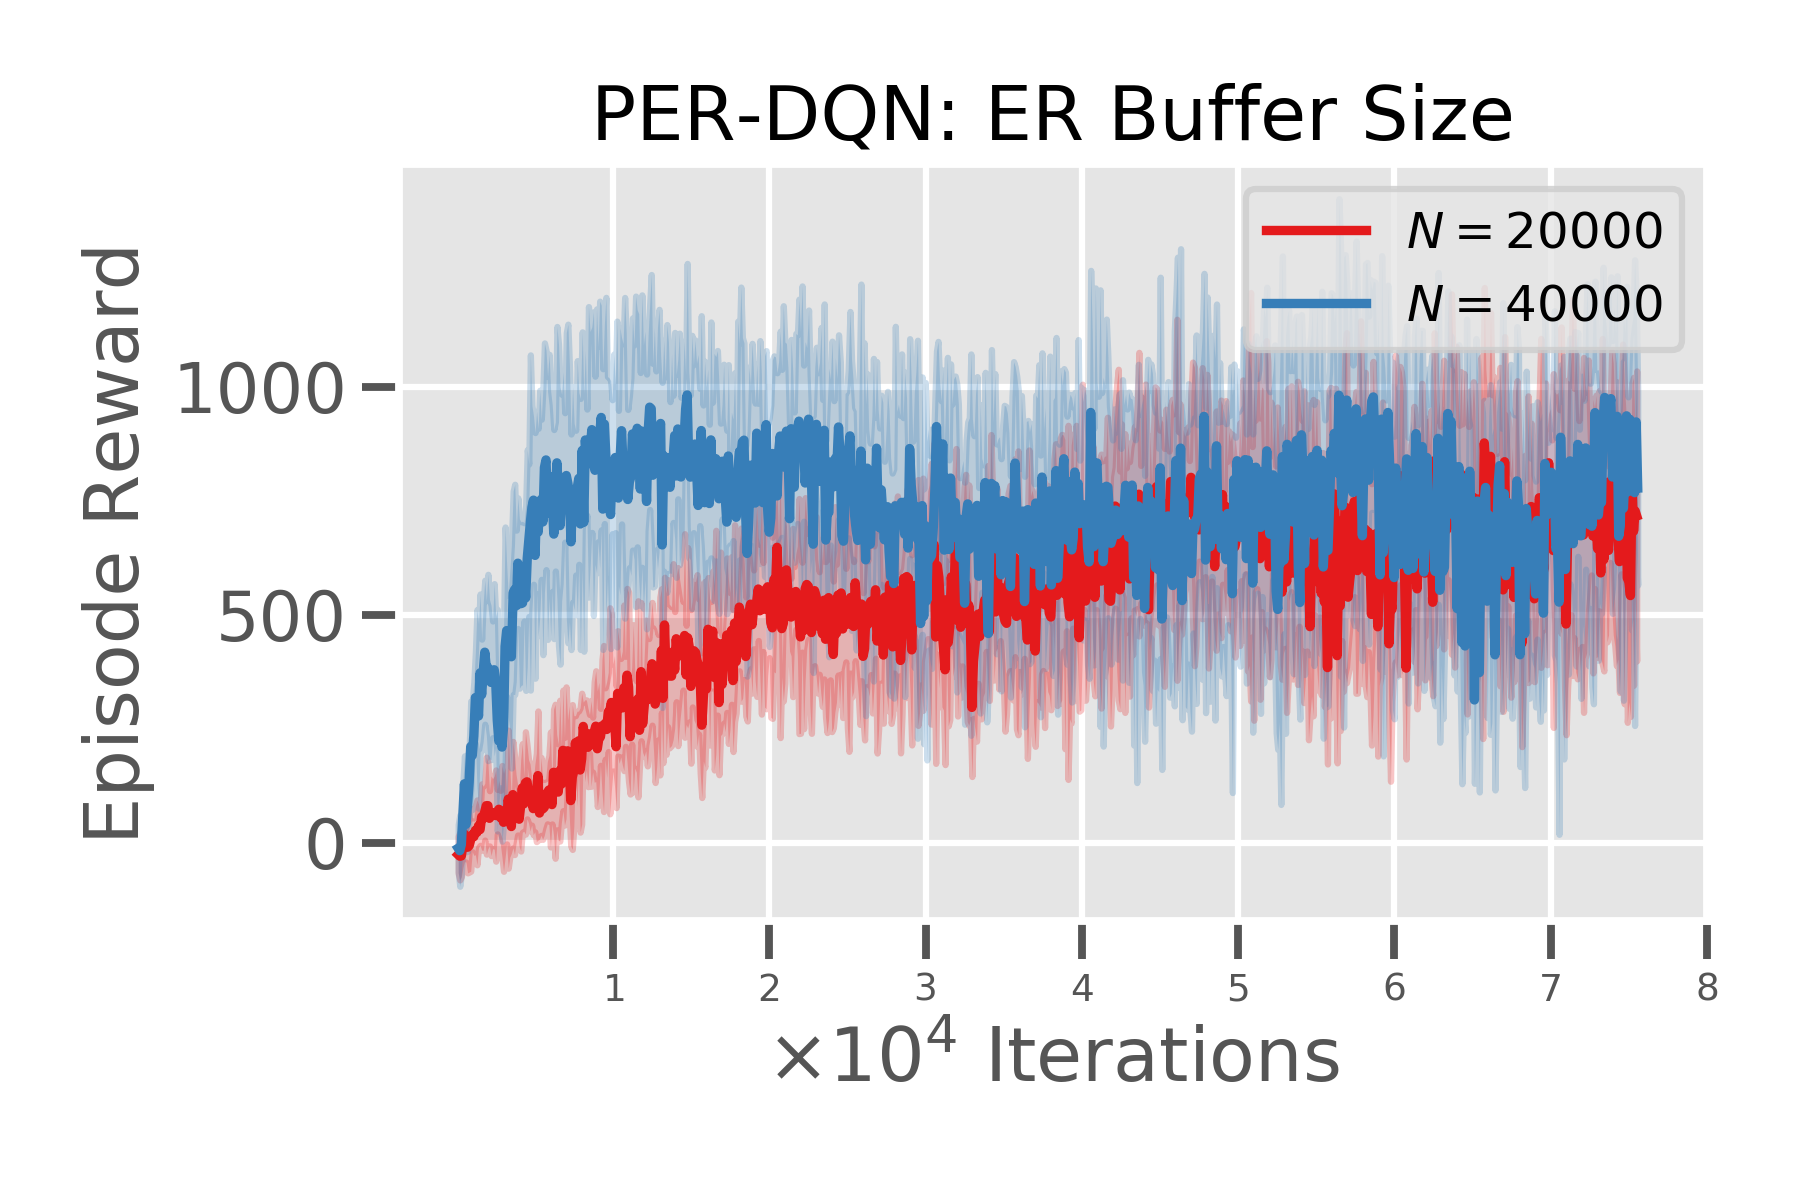 PER-DQN: ER Buffer Size
N = 20000
N = 40000
Episode Reward
1000
500
0
1 2 3 4 5 6 7 8
×10⁴ Iterations